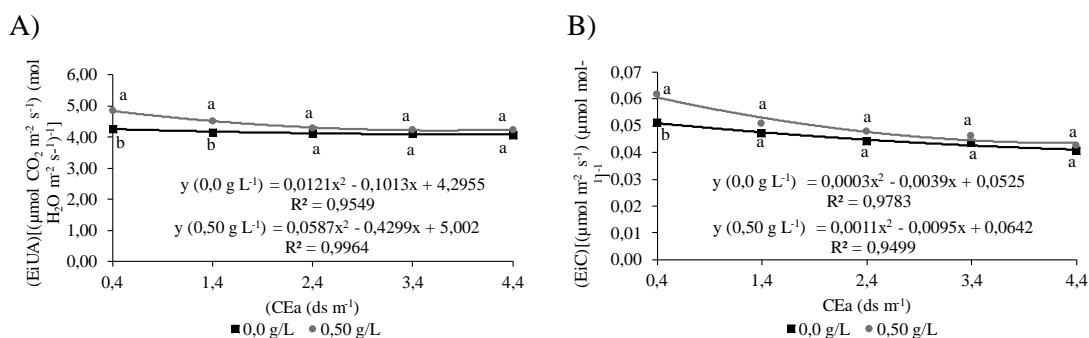 A)
(EiUA)[(µmol CO₂ m⁻² s⁻¹) (mol
H₂O m⁻² s-¹)⁻¹]
6,00
5,00
4,00
3,00
2,00
1,00
0,00
a
a
a
a
a
b
b
a
a
a
y (0,0 g L⁻¹) = 0,0121x² - 0,1013x + 4,2955
R² = 0,9549
y (0,50 g L⁻¹) = 0,0587x² - 0,4299x + 5,002
R² = 0,9964
0,4 1,4 2,4 3,4 4,4
(CEa (ds m⁻¹)
0,0 g/L 0,50 g/L
B)
(EiC)[(µmol m⁻² s⁻¹) (µmol mol-
¹]-¹
0,07
0,06
0,05
0,04
0,03
0,02
0,01
0,00
a
a
a
a
a
b
a
a
a
a
y (0,0 g L⁻¹) = 0,0003x² - 0,0039x + 0,0525
R² = 0,9783
y (0,50 g L⁻¹) = 0,0011x² - 0,0095x + 0,0642
R² = 0,9499
0,4 1,4 2,4 3,4 4,4
CEa (ds m⁻¹)
0,0 g/L 0,50 g/L